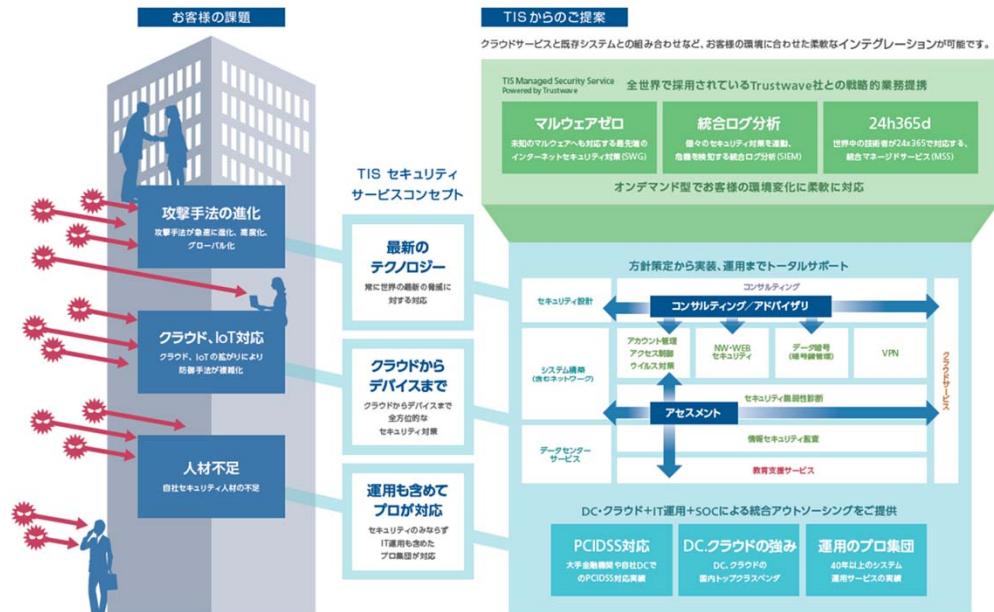 お客様の課題
攻撃手法の進化
攻撃手法が急速に進化、高度化、
グローバル化
クラウド、IoT対応
クラウド、IoTの拡がりにより
防御手法が複雑化
人材不足
自社セキュリティ人材の不足
TIS セキュリティ
サービスコンセプト
最新の
テクノロジー
常に世界の最新の脅威に
対する対応
クラウドから
デバイスまで
クラウドからデバイスまで
全方位的な
セキュリティ対策
運用も含めて
プロが対応
セキュリティのみならず
IT運用も含めた
プロ集団が対応
TISからのご提案
クラウドサービスと既存システムとの組み合わせなど、お客様の環境に合わせた柔軟なインテグレーションが可能です。
TIS Managed Security Service
Powered by Trustwave
全世界で採用されているTrustwave社との戦略的業務提携
マルウェアゼロ
未知のマルウェアへも対応する最先端の
インターネットセキュリティ対策(SWG)
統合ログ分析
個々のセキュリティ対策を連動、
危機を検知する統合ログ分析(SIEM)
24h365d
世界中の技術者が24x365で対応する、
統合マネージドサービス(MSS)
オンデマンド型でお客様の環境変化に柔軟に対応
方針策定から実装、運用までトータルサポート
セキュリティ設計
コンサルティング
コンサルティング／アドバイザリ
システム構築
(含むネットワーク)
アカウント管理
アクセス制御
ウイルス対策
NW・WEB
セキュリティ
データ暗号
(暗号鍵管理)
VPN
クラウドサービス
セキュリティ脆弱性診断
アセスメント
データセンター
サービス
情報セキュリティ監査
教育支援サービス
DC・クラウド＋IT運用＋SOCによる統合アウトソーシングをご提供
PCIDSS対応
大手金融機関や自社DCで
のPCIDSS対応実績
DC.クラウドの強み
DC、クラウドの
国内トップクラスベンダ
運用のプロ集団
40年以上のシステム
運用サービスの実績